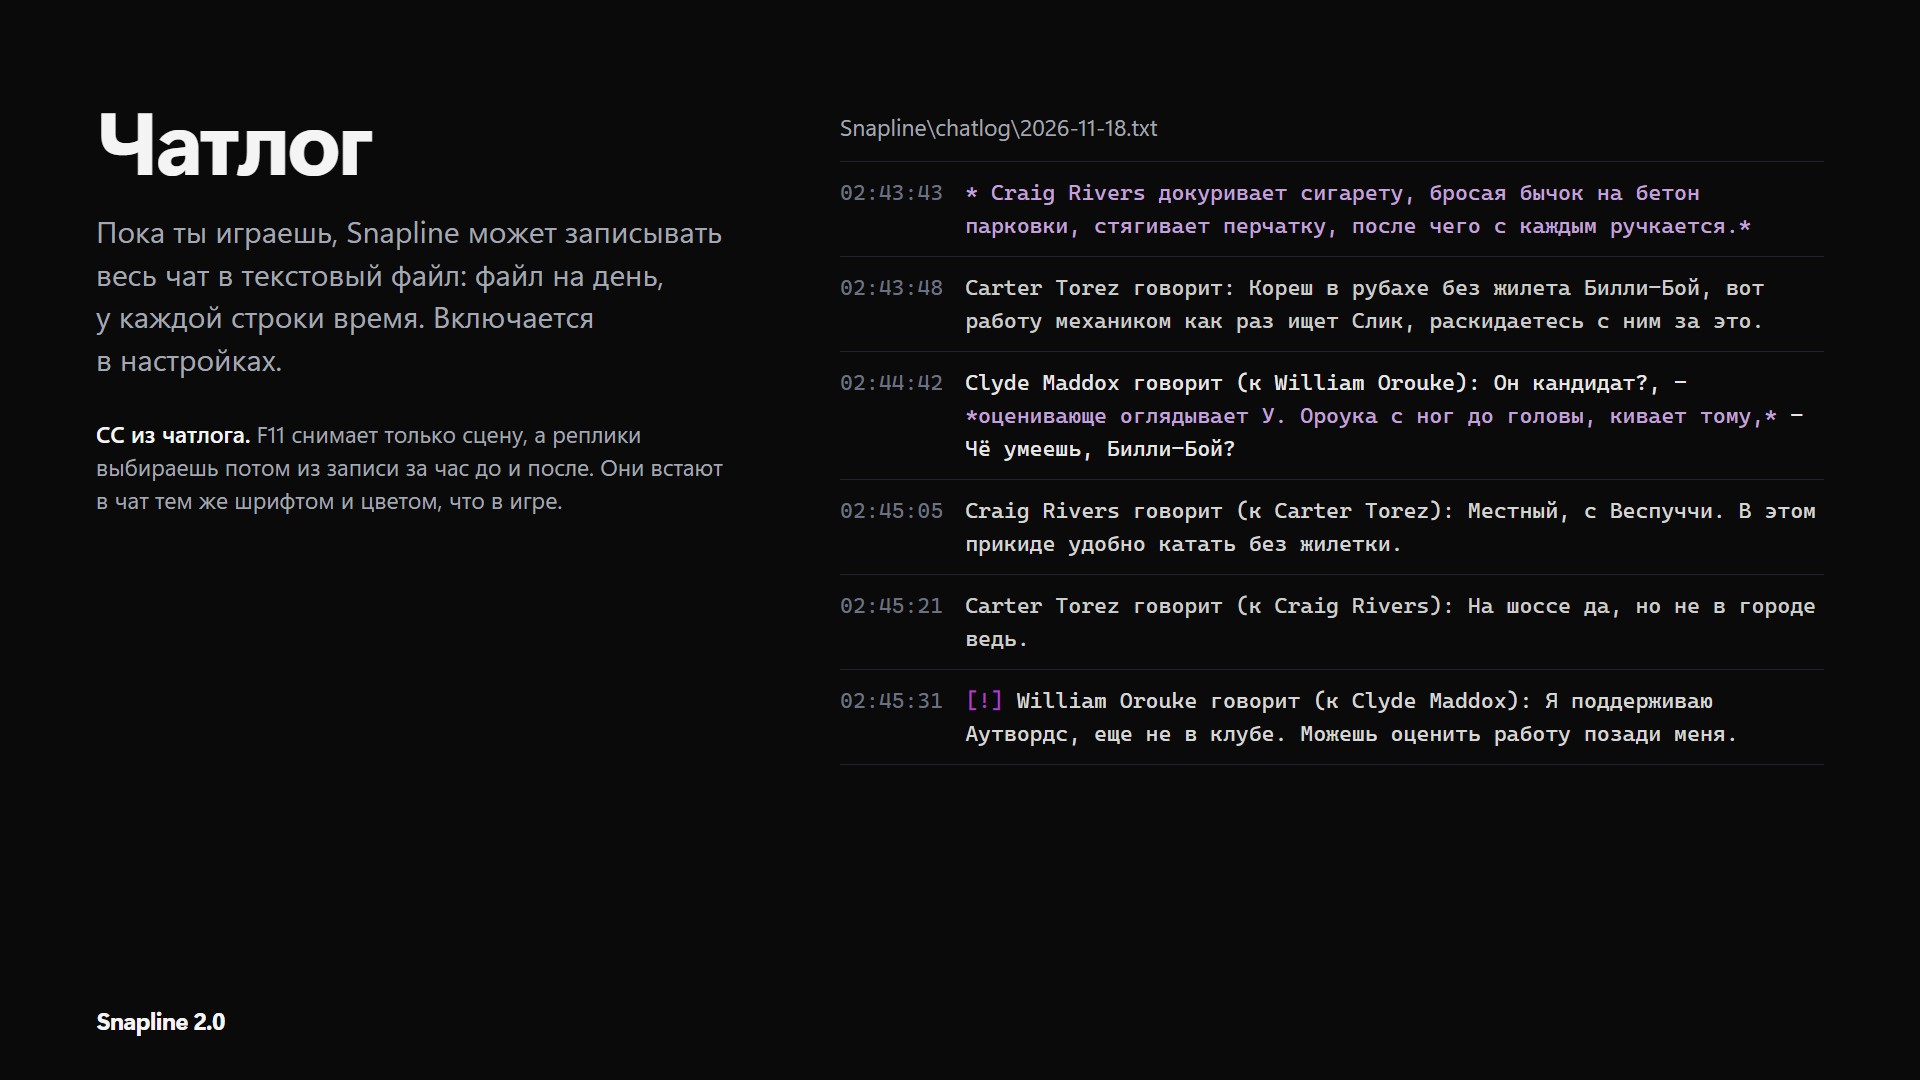 Чатлог
Пока ты играешь, Snapline может записывать
весь чат в текстовый файл: файл на день,
у каждой строки время. Включается
в настройках.
СС из чатлога. F11 снимает только сцену, а реплики
выбираешь потом из записи за час до и после. Они встают
в чат тем же шрифтом и цветом, что в игре.
Snapline\chatlog\2026-11-18.txt
02:43:43 * Craig Rivers докуривает сигарету, бросая бычок на бетон
парковки, стягивает перчатку, после чего с каждым ручкается.*
02:43:48 Carter Torez говорит: Кореш в рубахе без жилета Билли-Бой, вот
работу механиком как раз ищет Слик, раскидаетесь с ним за это.
02:44:42 Clyde Maddox говорит (к William Orouke): Он кандидат?, –
*оценивающе оглядывает У. Ороука с ног до головы, кивает тому,* –
Чё умеешь, Билли-Бой?
02:45:05 Craig Rivers говорит (к Carter Torez): Местный, с Веспуччи. В этом
прикиде удобно катать без жилетки.
02:45:21 Carter Torez говорит (к Craig Rivers): На шоссе да, но не в городе
ведь.
02:45:31 [!] William Orouke говорит (к Clyde Maddox): Я поддерживаю
Аутвордс, еще не в клубе. Можешь оценить работу позади меня.
Snapline 2.0